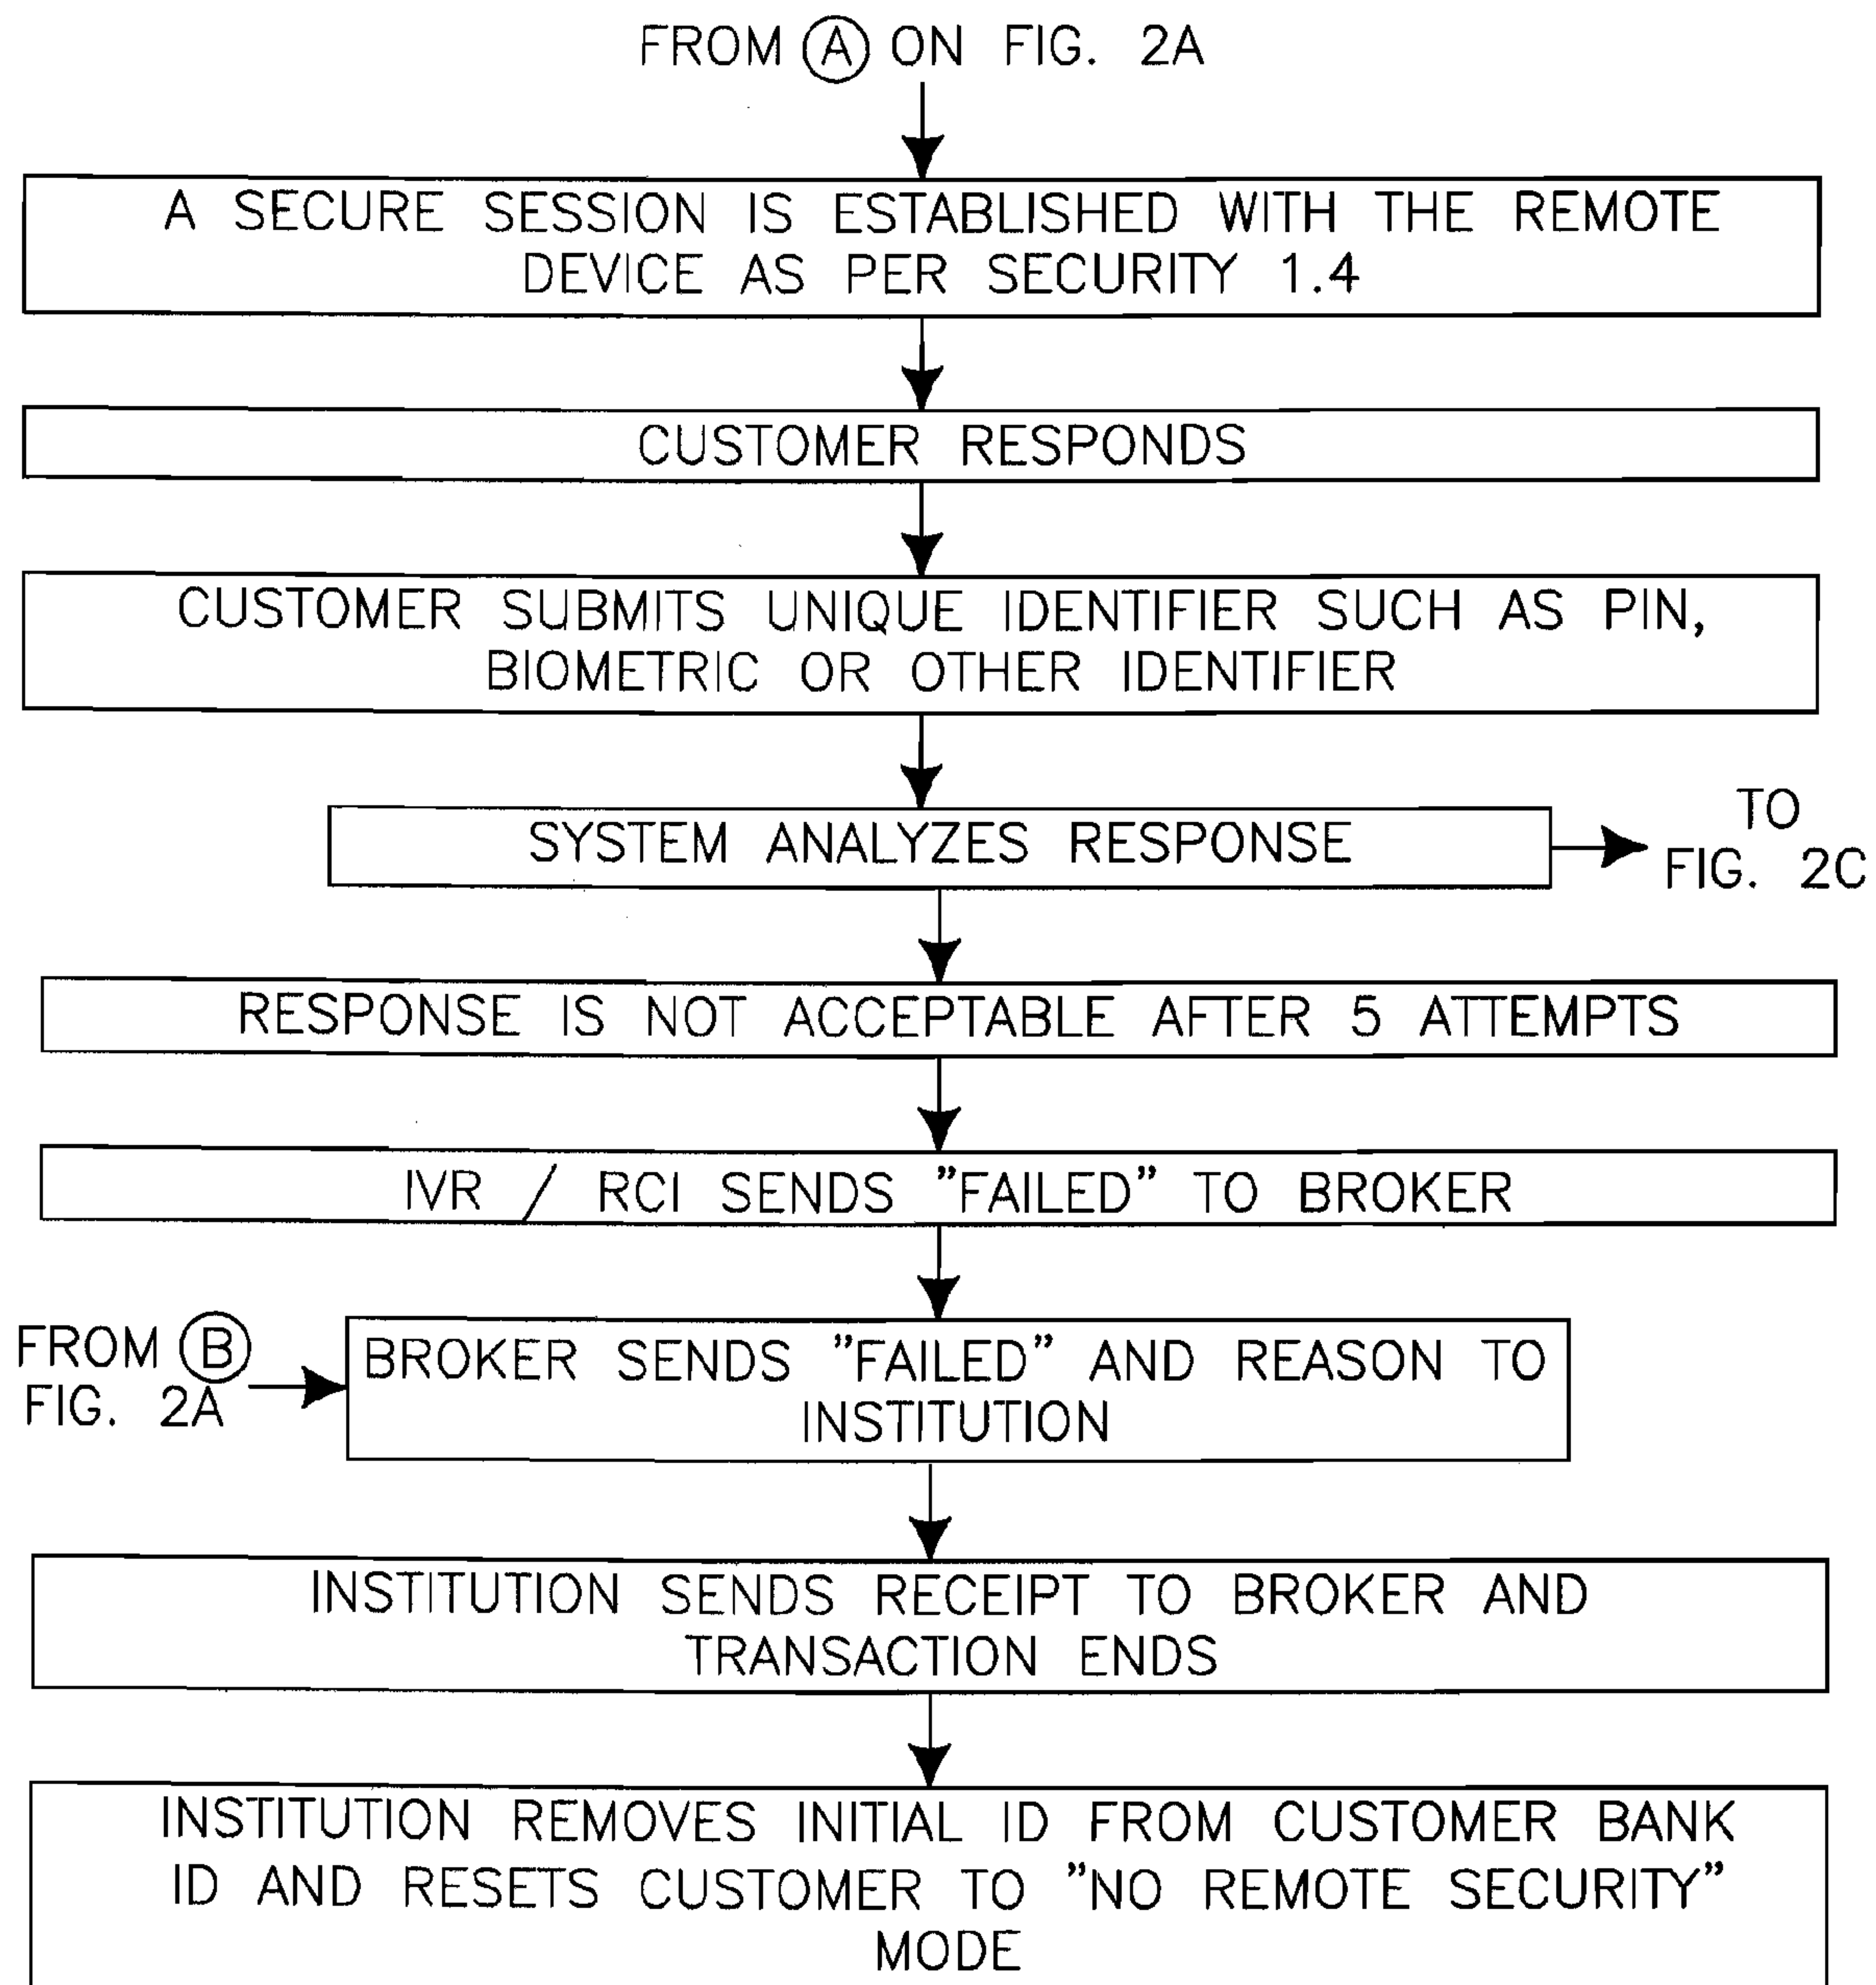 FROM A ON FIG. 2A
A SECURE SESSION IS ESTABLISHED WITH THE REMOTE
DEVICE AS PER SECURITY 1.4
CUSTOMER RESPONDS
CUSTOMER SUBMITS UNIQUE IDENTIFIER SUCH AS PIN,
BIOMETRIC OR OTHER IDENTIFIER
SYSTEM ANALYZES RESPONSE
TO
FIG. 2C
RESPONSE IS NOT ACCEPTABLE AFTER 5 ATTEMPTS
IVR / RCI SENDS "FAILED" TO BROKER
FROM B
FIG. 2A
BROKER SENDS "FAILED" AND REASON TO
INSTITUTION
INSTITUTION SENDS RECEIPT TO BROKER AND
TRANSACTION ENDS
INSTITUTION REMOVES INITIAL ID FROM CUSTOMER BANK
ID AND RESETS CUSTOMER TO "NO REMOTE SECURITY"
MODE